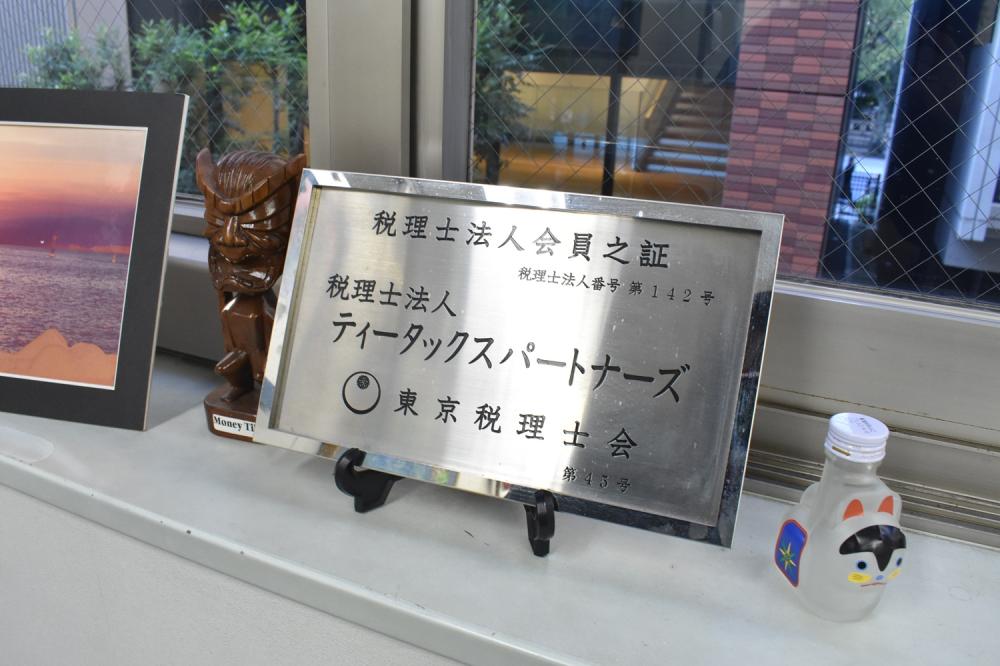 税理士法人会員之証
税理士法人番号 第142号
税理士法人
ティータックスパートナーズ
東京税理士会
第43号
Money